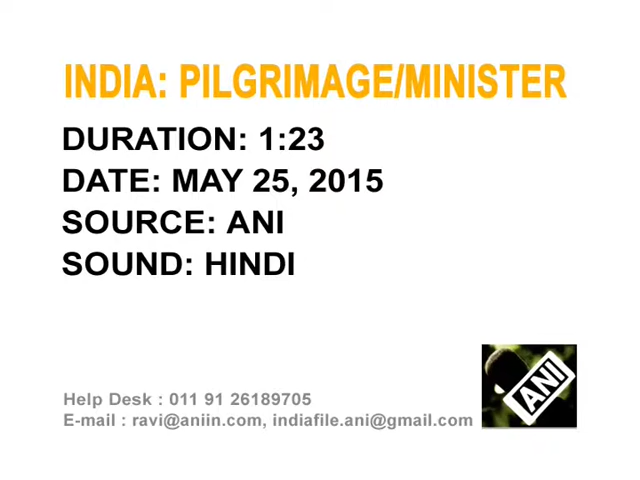 INDIA: PILGRIMAGE/MINISTER
DURATION: 1:23
DATE: MAY 25, 2015
SOURCE: ANI
SOUND: HINDI
Help Desk : 011 91 26189705
E-mail : ravi@aniin.com, indiafile.ani@gmail.com
ANI